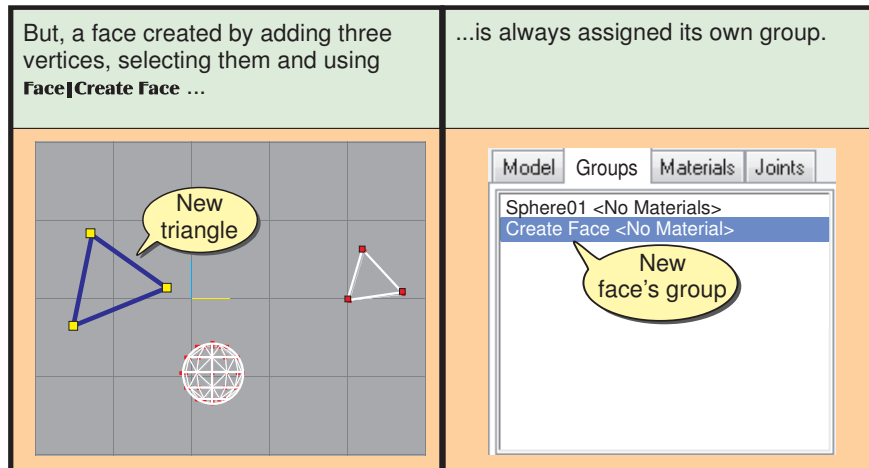 But, a face created by adding three
vertices, selecting them and using
Face|Create Face ...
...is always assigned its own group.
New
triangle
Model Groups Materials Joints
Sphere01 <No Materials>
Create Face <No Material>
New
face's group